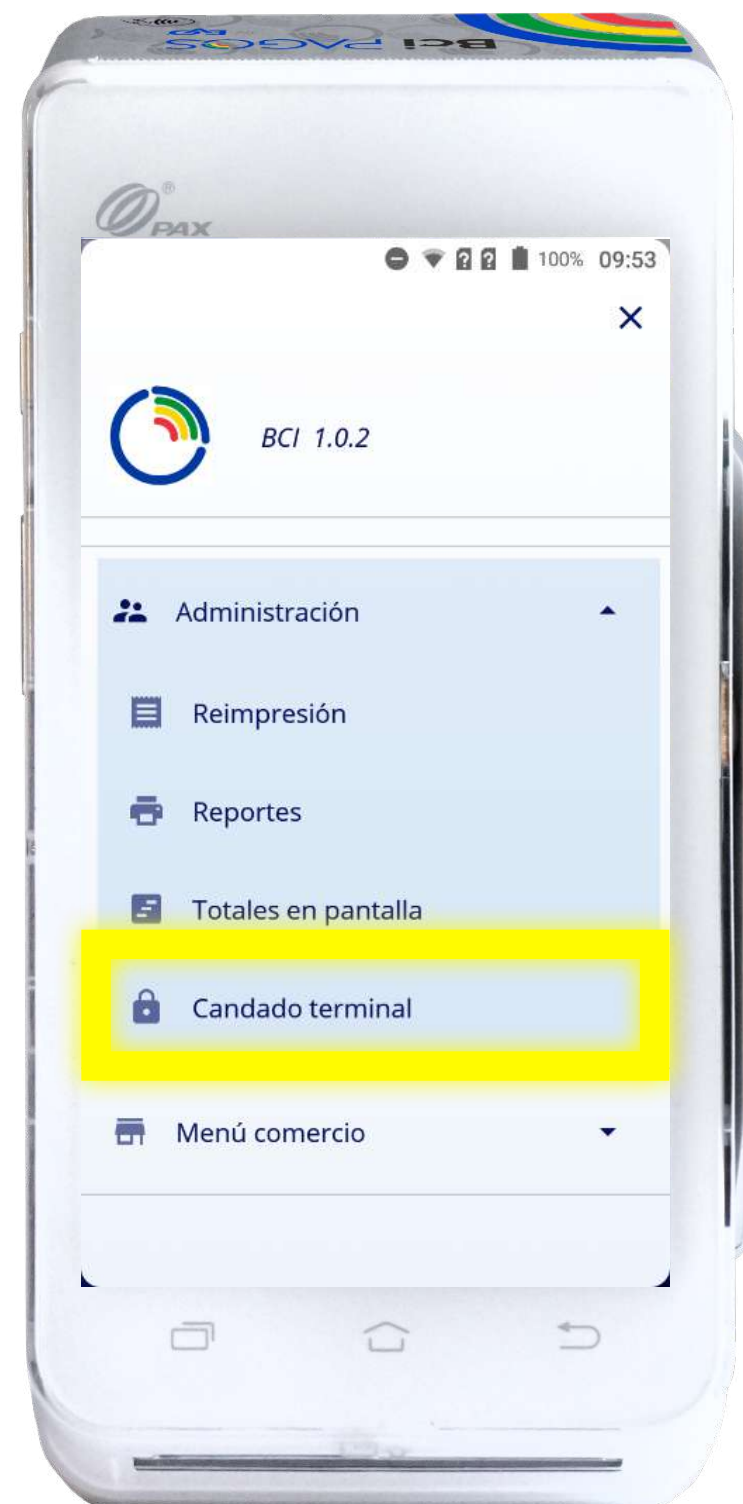 Bci PAGOS
PAX
100% 09:53
BCI 1.0.2
Administración
Reimpresión
Reportes
Totales en pantalla
Candado terminal
Menú comercio